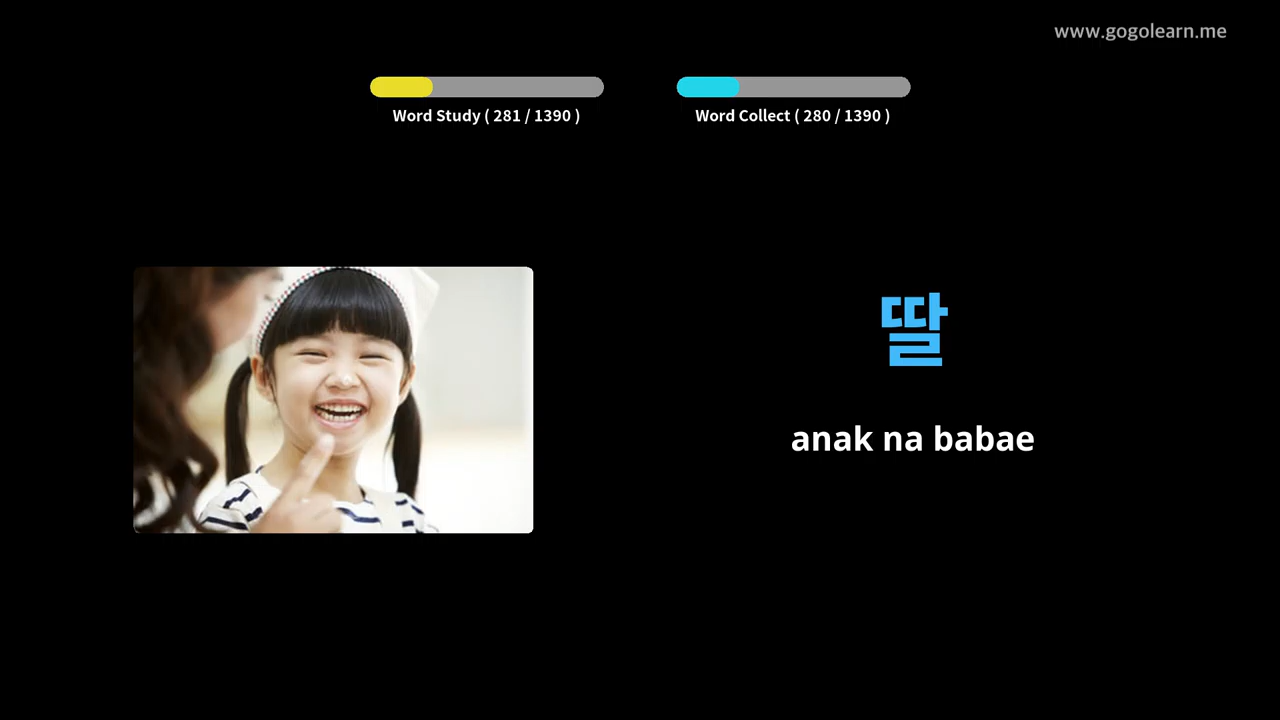 www.gogolearn.me
Word Study ( 281 / 1390 )
Word Collect ( 280 / 1390 )
딸
anak na babae